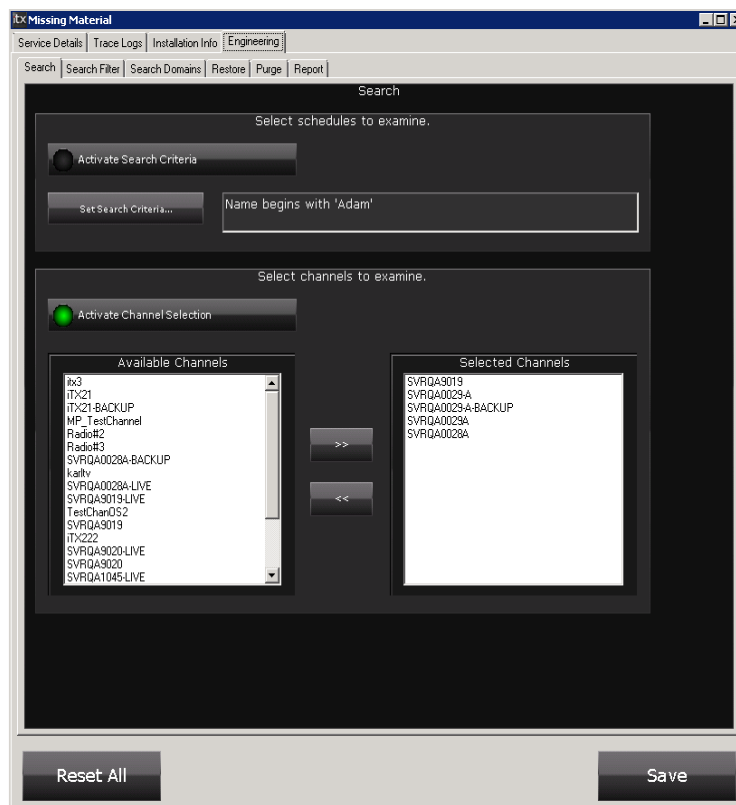 itx Missing Material
Service Details Trace Logs Installation Info Engineering
Search Search Filter Search Domains Restore Purge Report
Search
Select schedules to examine.
Activate Search Criteria
Set Search Criteria...
Name begins with 'Adam'
Select channels to examine.
Activate Channel Selection
Available Channels
itx3
iTX21
iTX21-BACKUP
MP_TestChannel
Radio#2
Radio#3
SVRQA0028A-BACKUP
karltv
SVRQA0028A-LIVE
SVRQA9019-LIVE
TestChanOS2
SVRQA9019
iTX222
SVRQA9020-LIVE
SVRQA9020
SVRQA1045-LIVE
>>
<<
Selected Channels
SVRQA9019
SVRQA0029-A
SVRQA0029-A-BACKUP
SVRQA0029A
SVRQA0028A
Reset All
Save